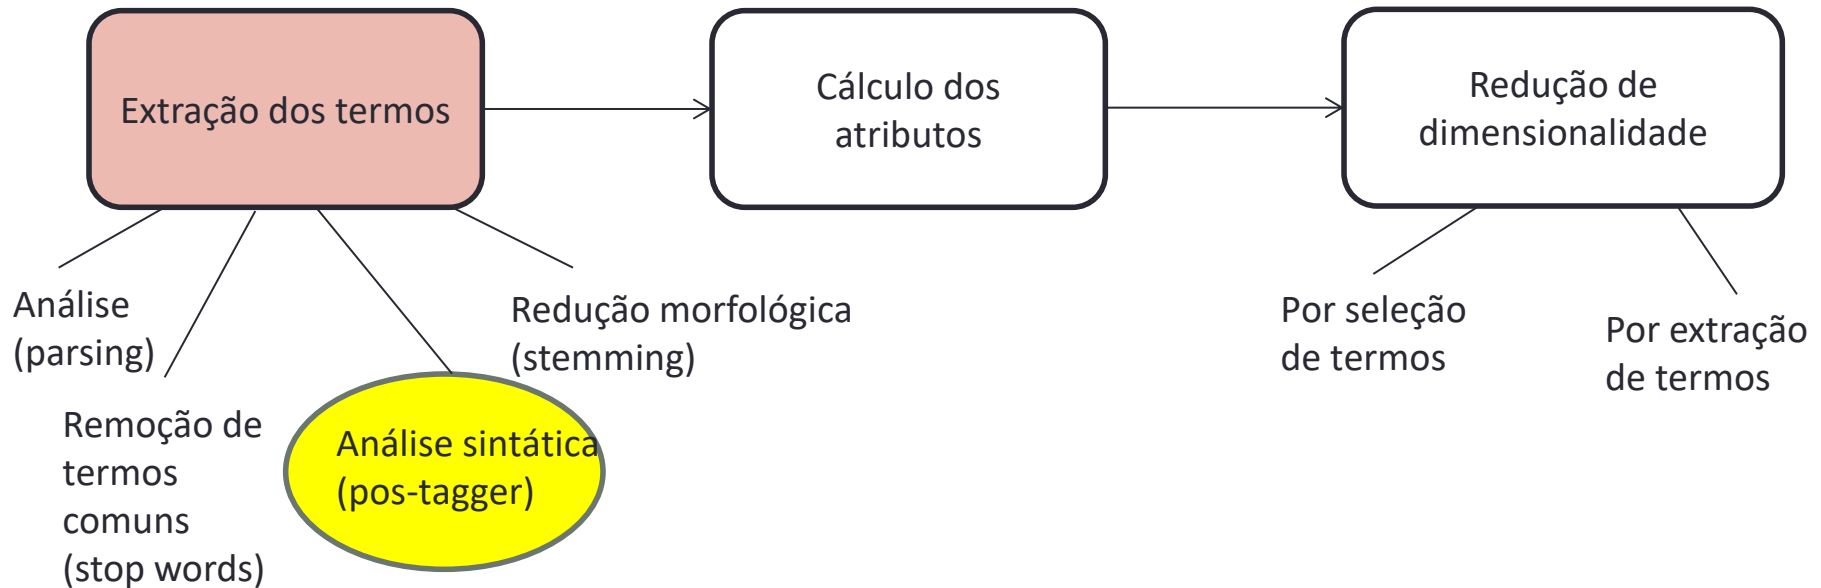 Extração dos termos
Cálculo dos
atributos
Redução de
dimensionalidade
Análise
(parsing)
Remoção de
termos
comuns
(stop words)
Análise sintática
(pos-tagger)
Redução morfológica
(stemming)
Por seleção
de termos
Por extração
de termos